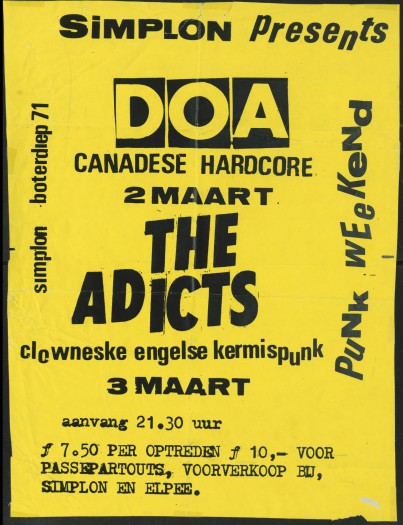 SiMPLON presents
DOA
CANADESE HARDCORE
2 MAART
THE
ADICTS
clowneske engelse kermispunk
3 MAART
aanvang 21.30 uur
ƒ 7.50 PER OPTREDEN ƒ 10,- VOOR
PASSEPARTOUTS, VOORVERKOOP BIJ,
SIMPLON EN ELPEE.
simplon boterdiep 71
PuNk WEeKeND